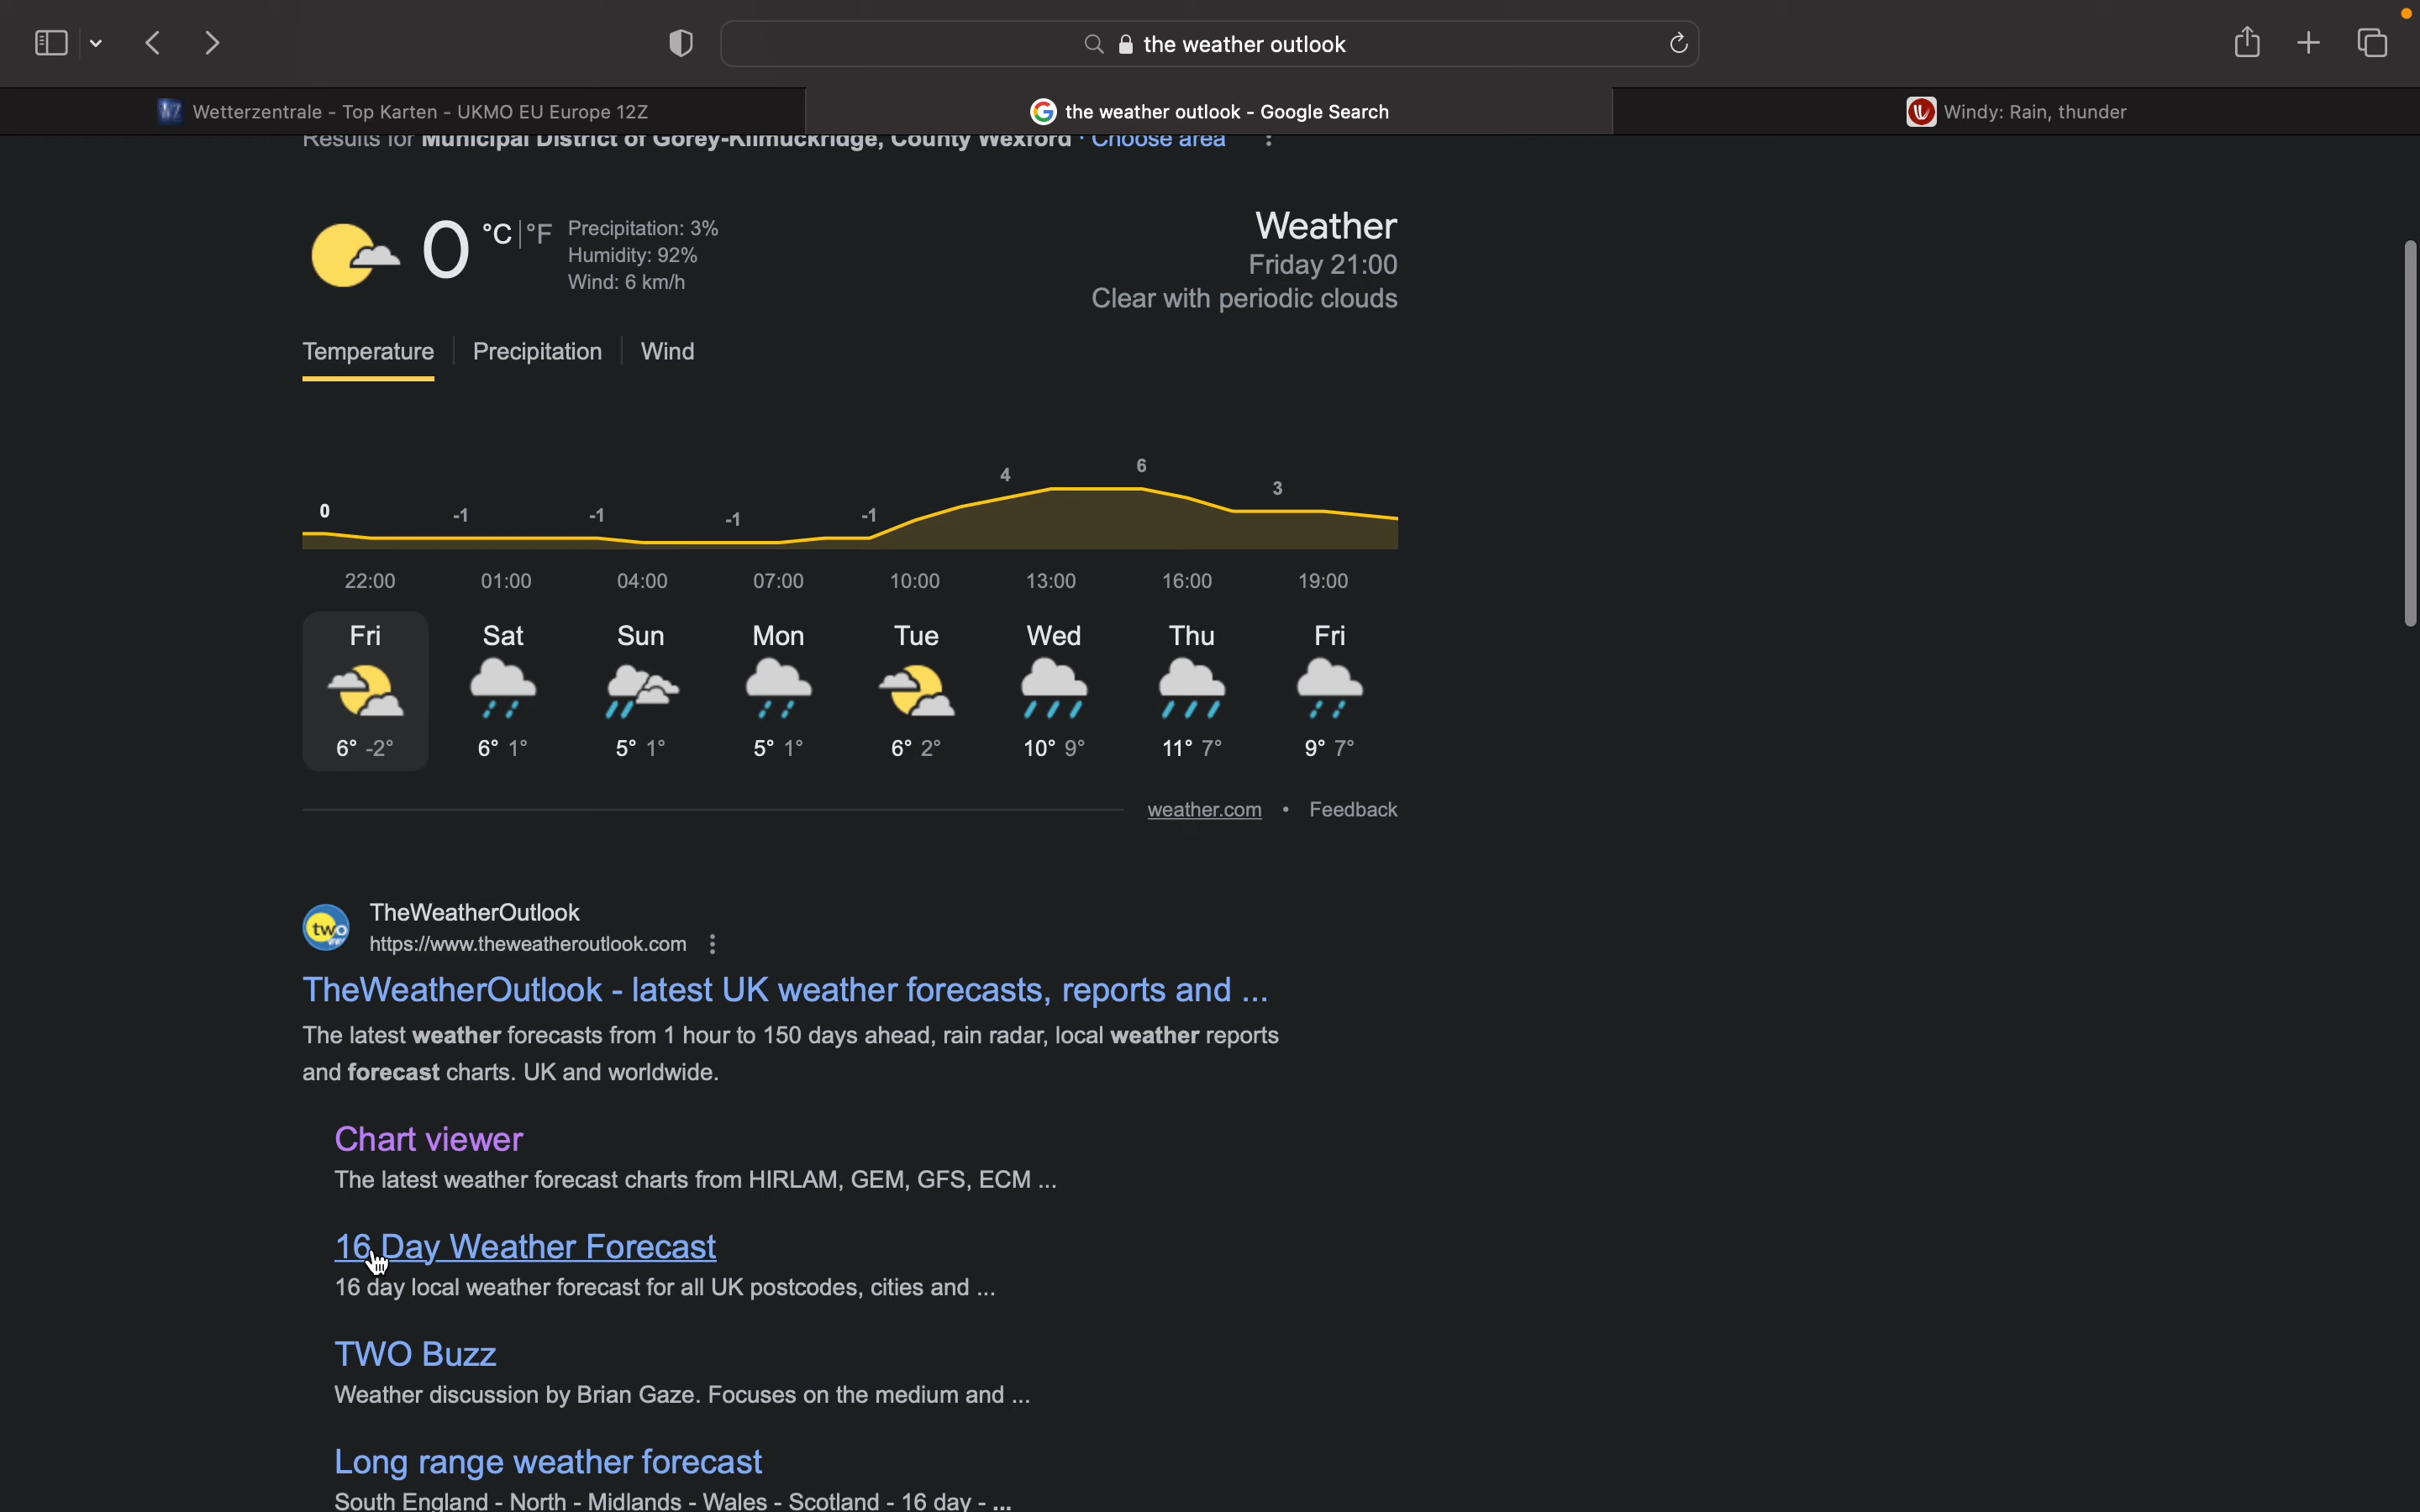 the weather outlook
Wetterzentrale - Top Karten - UKMO EU Europe 12Z
the weather outlook - Google Search
Windy: Rain, thunder
Results for Municipal District of Gorey-Kilmuckridge, County Wexford · Choose area
0 °C | °F
Precipitation: 3%
Humidity: 92%
Wind: 6 km/h
Weather
Friday 21:00
Clear with periodic clouds
Temperature Precipitation Wind
0 -1 -1 -1 -1 4 6 3
22:00 01:00 04:00 07:00 10:00 13:00 16:00 19:00
Fri Sat Sun Mon Tue Wed Thu Fri
6° -2° 6° 1° 5° 1° 5° 1° 6° 2° 10° 9° 11° 7° 9° 7°
weather.com • Feedback
two
TheWeatherOutlook
https://www.theweatheroutlook.com
TheWeatherOutlook - latest UK weather forecasts, reports and ...
The latest weather forecasts from 1 hour to 150 days ahead, rain radar, local weather reports
and forecast charts. UK and worldwide.
Chart viewer
The latest weather forecast charts from HIRLAM, GEM, GFS, ECM ...
16 Day Weather Forecast
16 day local weather forecast for all UK postcodes, cities and ...
TWO Buzz
Weather discussion by Brian Gaze. Focuses on the medium and ...
Long range weather forecast
South England - North - Midlands - Wales - Scotland - 16 day - ...